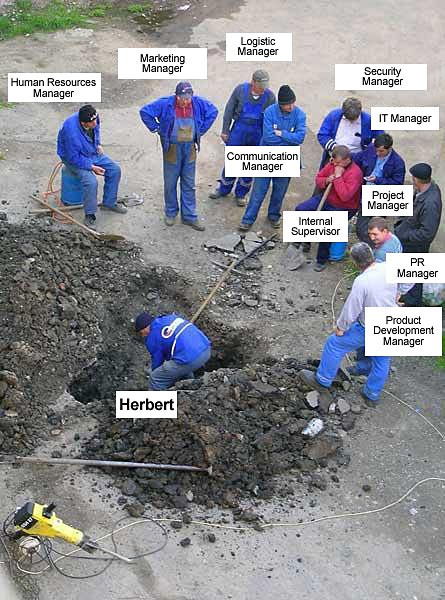 Logistic
Manager
Marketing
Manager
Security
Manager
Human Resources
Manager
IT Manager
Communication
Manager
Project
Manager
Internal
Supervisor
PR
Manager
Product
Development
Manager
Herbert